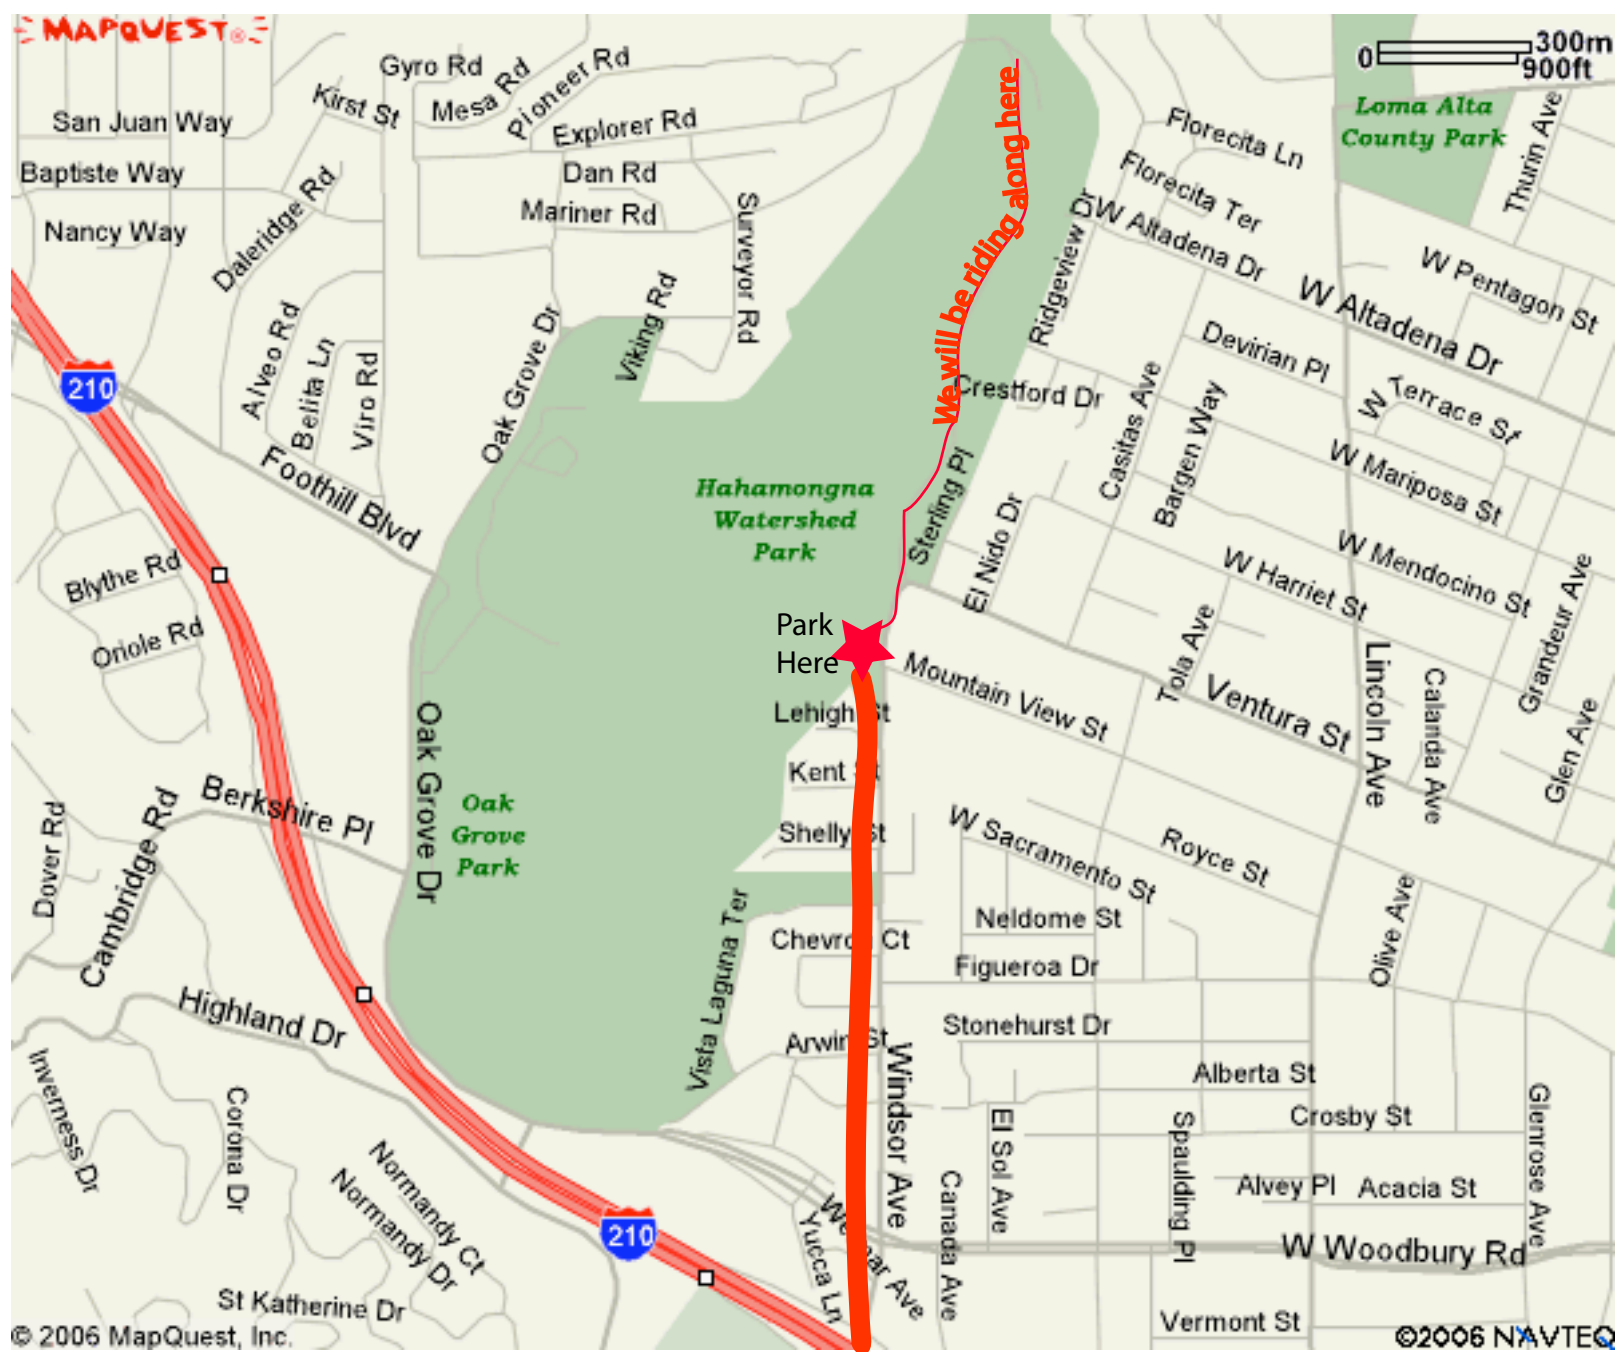 MAPQUEST®
0 300m
900ft
Gyro Rd
Mesa Rd
Pioneer Rd
Kirst St
Explorer Rd
San Juan Way
Baptiste Way
Dan Rd
Mariner Rd
Nancy Way
Daleridge Rd
Surveyor Rd
Viking Rd
Alveo Rd
Belita Ln
Viro Rd
Oak Grove Dr
210
Foothill Blvd
We will be riding along here
Loma Alta
County Park
Thurin Ave
Florecita Ln
Florecita Ter
Ridgeview Dr
W Altadena Dr
W Altadena Dr
W Pentagon St
Devirian Pl
W Terrace St
Crestford Dr
Casitas Ave
Bargen Way
W Mariposa St
Hahamongna
Watershed
Park
Sterling Pl
El Nido Dr
W Mendocino St
W Harriet St
Grandeur Ave
Blythe Rd
Oriole Rd
Park
Here
Mountain View St
Tola Ave
Ventura St
Lincoln Ave
Calanda Ave
Glen Ave
Lehigh St
Kent St
Shelly St
Oak Grove Dr
Oak
Grove
Park
Berkshire Pl
Dover Rd
Cambridge Rd
W Sacramento St
Royce St
Neldome St
Figueroa Dr
Olive Ave
Vista Laguna Ter
Chevron Ct
Highland Dr
Stonehurst Dr
Arwin St
Windsor Ave
Alberta St
Crosby St
Inverness Dr
Corona Dr
Normandy Ct
Normandy Dr
El Sol Ave
Canada Ave
Spaulding Pl
Alvey Pl
Acacia St
Glenrose Ave
210
Yucca Ln
Ave
W Woodbury Rd
St Katherine Dr
Vermont St
© 2006 MapQuest, Inc.
©2006 NAVTEQ